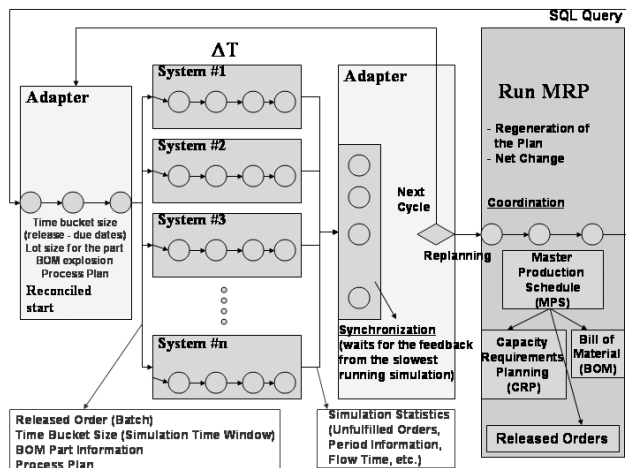 SQL Query
ΔT
Adapter
Time bucket size
(release - due dates)
Lot size for the part
BOM explosion
Process Plan
Reconciled
start
System #1
System #2
System #3
System #n
Adapter
Next
Cycle
Synchronization
(waits for the feedback
from the slowest
running simulation)
Replanning
Run MRP
- Regeneration of
the Plan
- Net Change
Coordination
Master
Production
Schedule
(MPS)
Capacity
Requirements
Planning
(CRP)
Bill of
Material
(BOM)
Released Orders
Released Order (Batch)
Time Bucket Size (Simulation Time Window)
BOM Part Information
Process Plan
Simulation Statistics
(Unfulfilled Orders,
Period Information,
Flow Time, etc.)